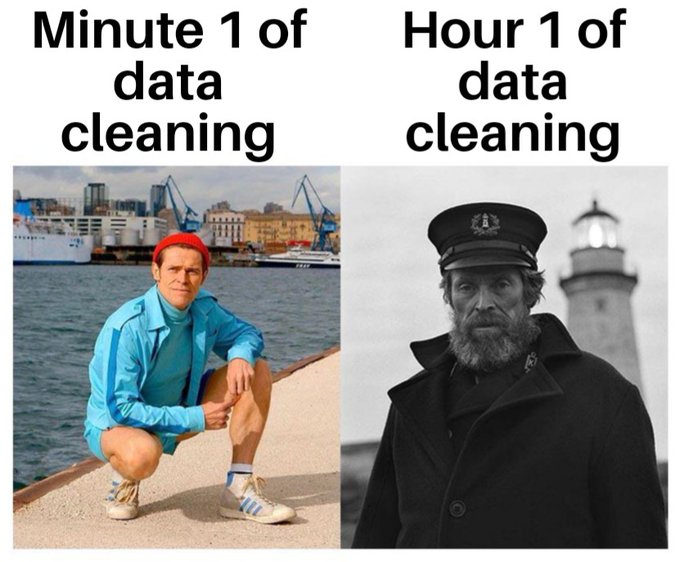 Minute 1 of
data
cleaning
Hour 1 of
data
cleaning